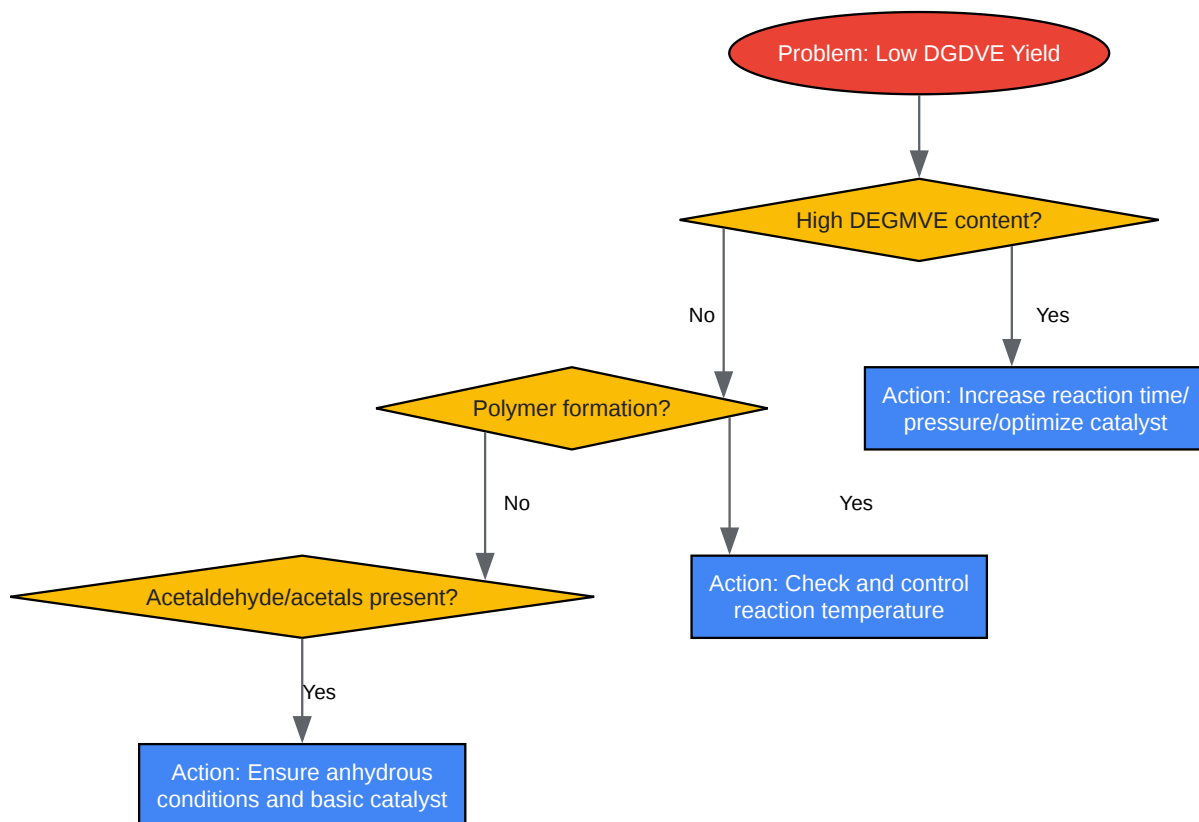 Problem: Low DGDVE Yield
High DEGMVE content?
No
Yes
Action: Increase reaction time/
pressure/optimize catalyst
Polymer formation?
No
Yes
Action: Check and control
reaction temperature
Acetaldehyde/acetals present?
Yes
Action: Ensure anhydrous
conditions and basic catalyst